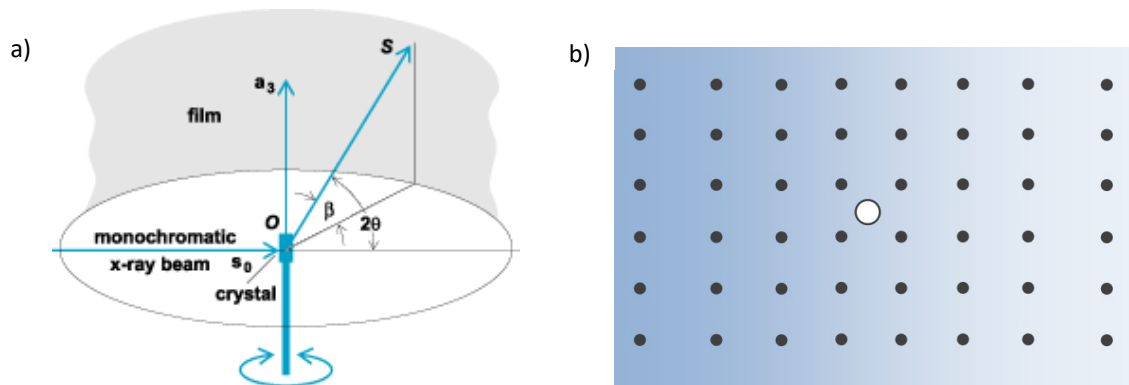 a)
S
a₃
film
O
β
2θ
monochromatic
x-ray beam
s₀
crystal
b)